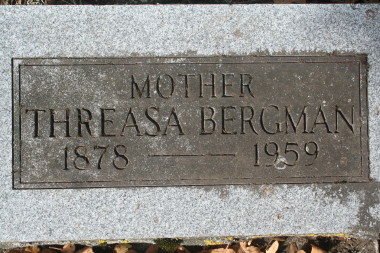 MOTHER
THREASA BERGMAN
1878 — 1959